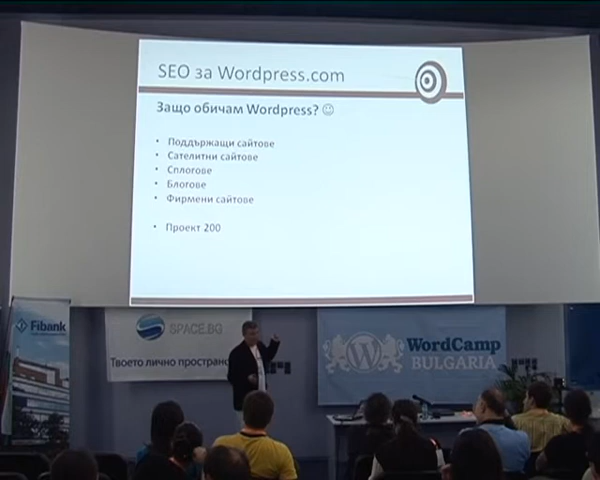 SEO за Wordpress.com
Защо обичам Wordpress? ☺
• Поддържащи сайтове
• Сателитни сайтове
• Сплогове
• Блогове
• Фирмени сайтове
• Проект 200
Fibank
SPACE.BG
Твоето лично простран
WordCamp
BULGARIA